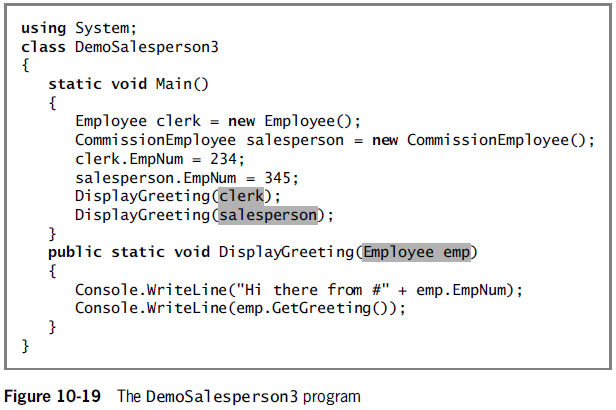 using System;
class DemoSalesperson3
{
   static void Main()
   {
      Employee clerk = new Employee();
      CommissionEmployee salesperson = new CommissionEmployee();
      clerk.EmpNum = 234;
      salesperson.EmpNum = 345;
      DisplayGreeting(clerk);
      DisplayGreeting(salesperson);
   }
   public static void DisplayGreeting(Employee emp)
   {
      Console.WriteLine("Hi there from #" + emp.EmpNum);
      Console.WriteLine(emp.GetGreeting());
   }
}
Figure 10-19 The DemoSalesperson3 program